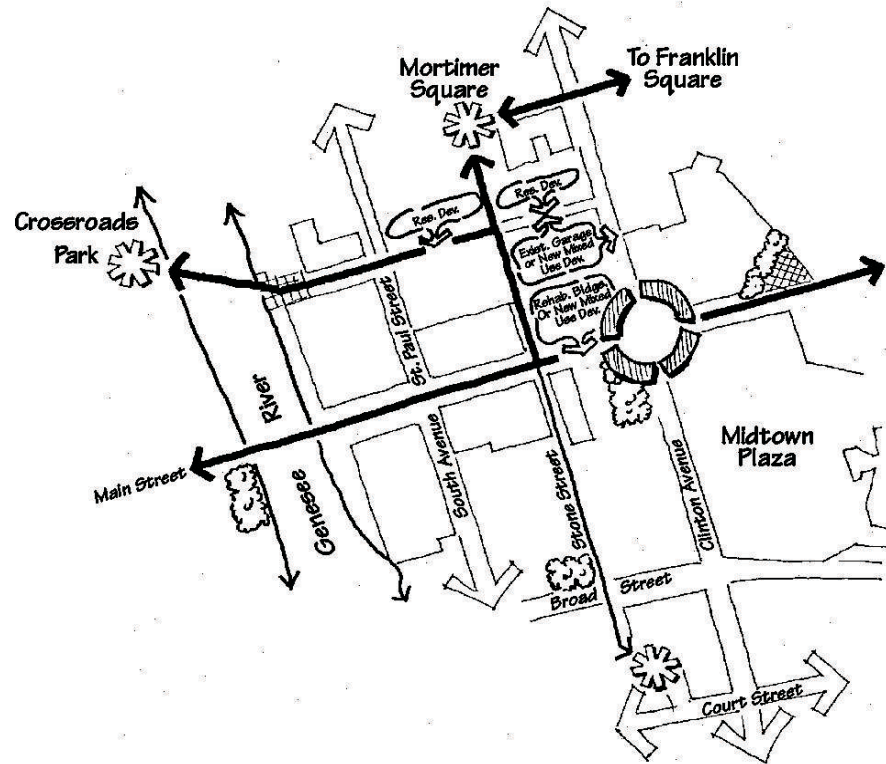 To Franklin
Square
Mortimer
Square
Crossroads
Park
Res. Dev.
Res. Dev.
Exist. Garage
or New Mixed
Use Dev.
Rehab. Bldgs.
Or New Mixed
Use Dev.
St. Paul Street
River
Genesee
Main Street
South Avenue
Stone Street
Clinton Avenue
Midtown
Plaza
Broad Street
Court Street